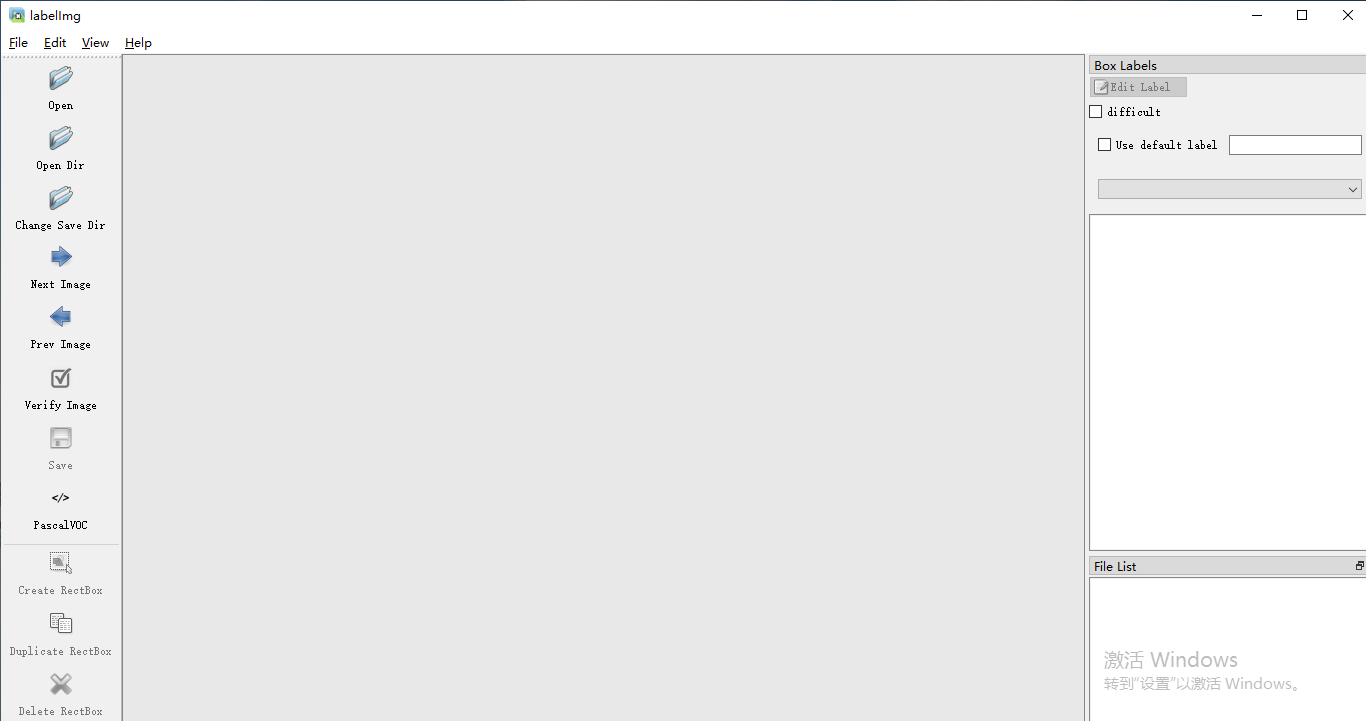 labelImg
File Edit View Help
Open
Open Dir
Change Save Dir
Next Image
Prev Image
Verify Image
Save
</>
PascalVOC
Create RectBox
Duplicate RectBox
Delete RectBox
Box Labels
Edit Label
difficult
Use default label
File List
激活 Windows
转到"设置"以激活 Windows。